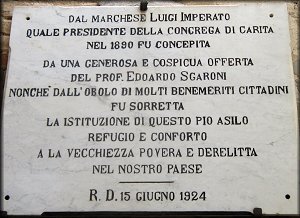 DAL MARCHESE LUIGI IMPERATO
QUALE PRESIDENTE DELLA CONGREGA DI CARITA
NEL 1890 FU CONCEPITA
DA UNA GENEROSA E COSPICUA OFFERTA
DEL PROF. EDOARDO SGARONI
NONCHÈ DALL'OBOLO DI MOLTI BENEMERITI CITTADINI
FU SORRETTA
LA ISTITUZIONE DI QUESTO PIO ASILO
REFUGIO E CONFORTO
A LA VECCHIEZZA POVERA E DERELITTA
NEL NOSTRO PAESE
R. D. 15 GIUGNO 1924